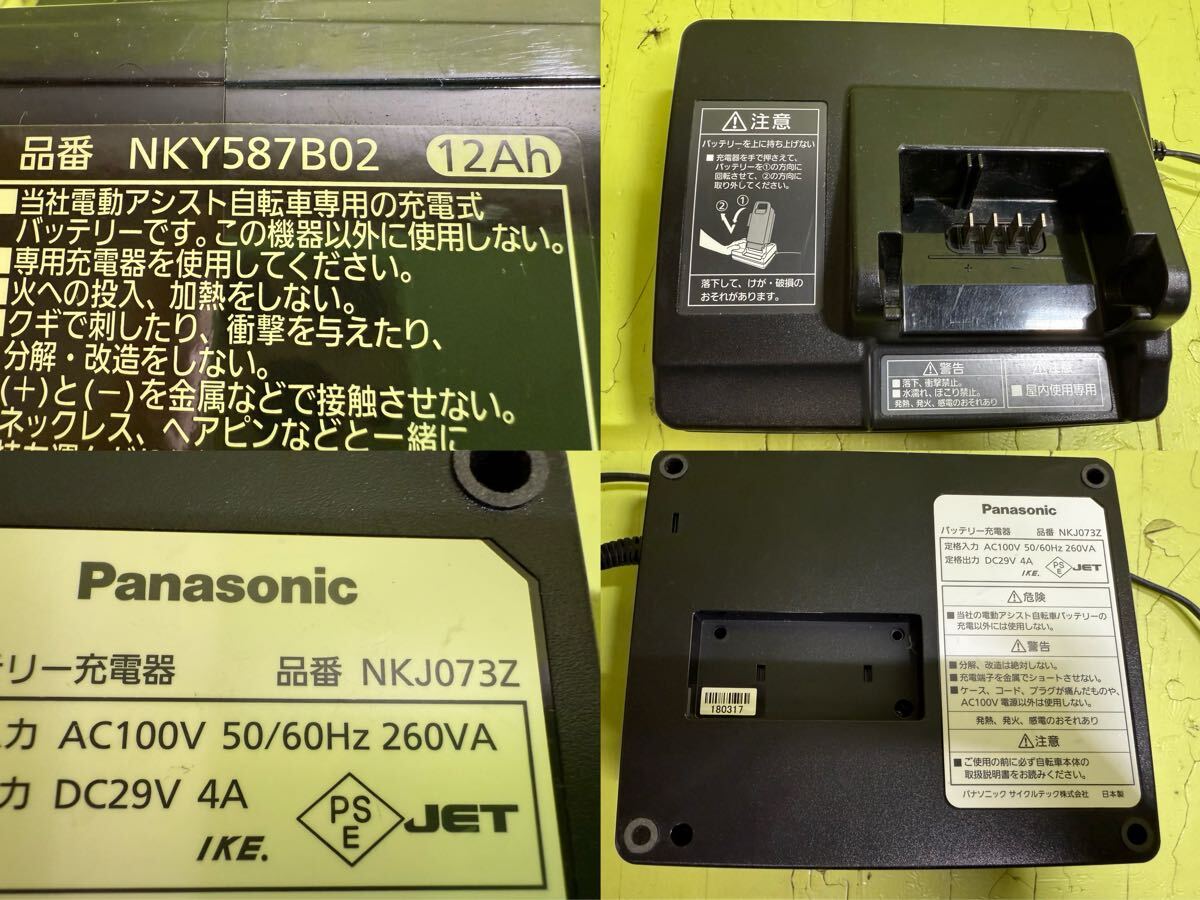 品番 NKY587B02 12Ah
■当社電動アシスト自転車専用の充電式
バッテリーです。この機器以外に使用しない。
■専用充電器を使用してください。
■火への投入、加熱をしない。
■クギで刺したり、衝撃を与えたり、
分解・改造をしない。
(+)と(-)を金属などで接触させない。
ネックレス、ヘアピンなどと一緒に
⚠注意
バッテリーを上に持ち上げない
■充電器を手で押さえて、
バッテリーを①の方向に
回転させて、②の方向に
取り外してください。
② ①
落下して、けが・破損の
おそれがあります。
+ −
⚠警告
■落下、衝撃禁止。
■水濡れ、ほこり禁止。
発熱、発火、感電のおそれあり
⚠注意
■屋内使用専用
Panasonic
テリー充電器 品番 NKJ073Z
入力 AC100V 50/60Hz 260VA
力 DC29V 4A
IKE. PSE JET
Panasonic
バッテリー充電器 品番 NKJ073Z
定格入力 AC100V 50/60Hz 260VA
定格出力 DC29V 4A
IKE. PSE JET
⚠危険
■当社の電動アシスト自転車バッテリーの
充電以外には使用しない。
⚠警告
■分解、改造は絶対しない。
■充電端子を金属でショートさせない。
■ケース、コード、プラグが痛んだものや、
AC100V電源以外は使用しない。
発熱、発火、感電のおそれあり
⚠注意
■ご使用の前に必ず自転車本体の
取扱説明書をお読みください。
パナソニック サイクルテック株式会社 日本製
180317